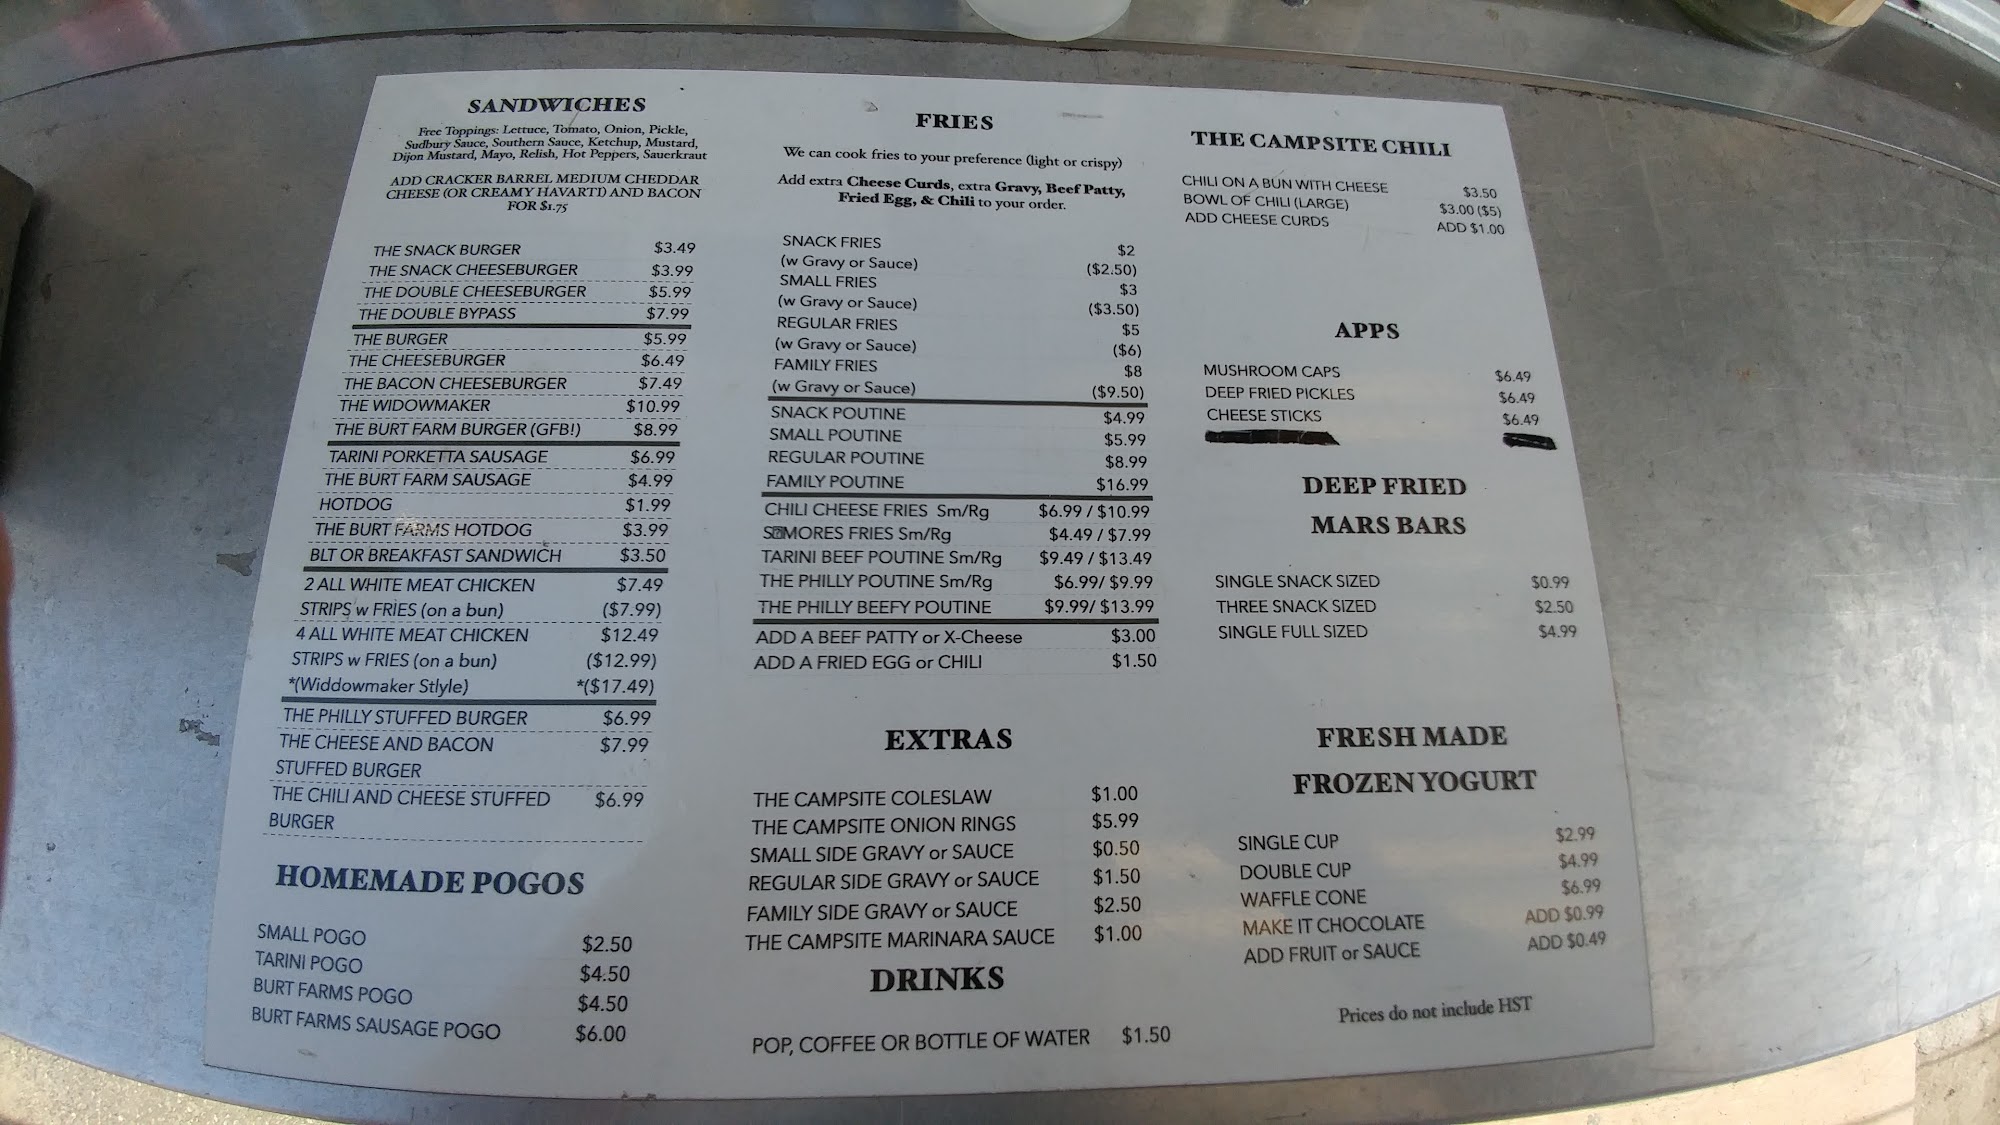 SANDWICHES
Free Toppings: Lettuce, Tomato, Onion, Pickle,
Sudbury Sauce, Southern Sauce, Ketchup, Mustard,
Dijon Mustard, Mayo, Relish, Hot Peppers, Sauerkraut
ADD CRACKER BARREL MEDIUM CHEDDAR
CHEESE (OR CREAMY HAVARTI) AND BACON
FOR $1.75
THE SNACK BURGER $3.49
THE SNACK CHEESEBURGER $3.99
THE DOUBLE CHEESEBURGER $5.99
THE DOUBLE BYPASS $7.99
THE BURGER $5.99
THE CHEESEBURGER $6.49
THE BACON CHEESEBURGER $7.49
THE WIDOWMAKER $10.99
THE BURT FARM BURGER (GFB!) $8.99
TARINI PORKETTA SAUSAGE $6.99
THE BURT FARM SAUSAGE $4.99
HOTDOG $1.99
THE BURT FARMS HOTDOG $3.99
BLT OR BREAKFAST SANDWICH $3.50
2 ALL WHITE MEAT CHICKEN $7.49
STRIPS w FRIES (on a bun) ($7.99)
4 ALL WHITE MEAT CHICKEN $12.49
STRIPS w FRIES (on a bun) ($12.99)
*(Widdowmaker Stlyle) *($17.49)
THE PHILLY STUFFED BURGER $6.99
THE CHEESE AND BACON $7.99
STUFFED BURGER
THE CHILI AND CHEESE STUFFED $6.99
BURGER
HOMEMADE POGOS
SMALL POGO $2.50
TARINI POGO $4.50
BURT FARMS POGO $4.50
BURT FARMS SAUSAGE POGO $6.00
FRIES
We can cook fries to your preference (light or crispy)
Add extra Cheese Curds, extra Gravy, Beef Patty,
Fried Egg, & Chili to your order.
SNACK FRIES $2
(w Gravy or Sauce) ($2.50)
SMALL FRIES $3
(w Gravy or Sauce) ($3.50)
REGULAR FRIES $5
(w Gravy or Sauce) ($6)
FAMILY FRIES $8
(w Gravy or Sauce) ($9.50)
SNACK POUTINE $4.99
SMALL POUTINE $5.99
REGULAR POUTINE $8.99
FAMILY POUTINE $16.99
CHILI CHEESE FRIES Sm/Rg $6.99 / $10.99
S⍰MORES FRIES Sm/Rg $4.49 / $7.99
TARINI BEEF POUTINE Sm/Rg $9.49 / $13.49
THE PHILLY POUTINE Sm/Rg $6.99/ $9.99
THE PHILLY BEEFY POUTINE $9.99/ $13.99
ADD A BEEF PATTY or X-Cheese $3.00
ADD A FRIED EGG or CHILI $1.50
EXTRAS
THE CAMPSITE COLESLAW $1.00
THE CAMPSITE ONION RINGS $5.99
SMALL SIDE GRAVY or SAUCE $0.50
REGULAR SIDE GRAVY or SAUCE $1.50
FAMILY SIDE GRAVY or SAUCE $2.50
THE CAMPSITE MARINARA SAUCE $1.00
DRINKS
POP, COFFEE OR BOTTLE OF WATER $1.50
THE CAMPSITE CHILI
CHILI ON A BUN WITH CHEESE $3.50
BOWL OF CHILI (LARGE) $3.00 ($5)
ADD CHEESE CURDS ADD $1.00
APPS
MUSHROOM CAPS $6.49
DEEP FRIED PICKLES $6.49
CHEESE STICKS $6.49
DEEP FRIED
MARS BARS
SINGLE SNACK SIZED $0.99
THREE SNACK SIZED $2.50
SINGLE FULL SIZED $4.99
FRESH MADE
FROZEN YOGURT
SINGLE CUP $2.99
DOUBLE CUP $4.99
WAFFLE CONE $6.99
MAKE IT CHOCOLATE ADD $0.99
ADD FRUIT or SAUCE ADD $0.49
Prices do not include HST